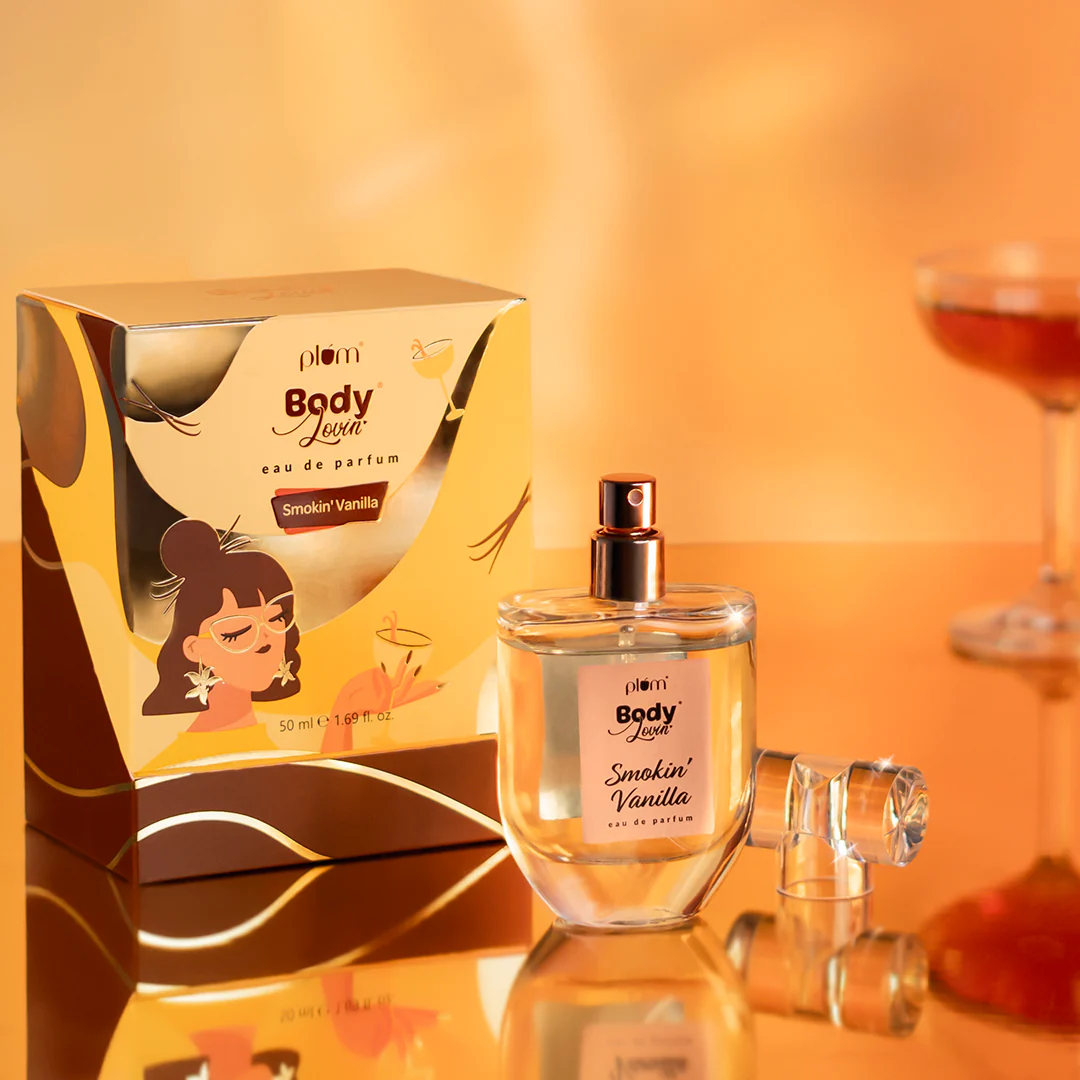 plum®
Body®
Lovin'
eau de parfum
Smokin' Vanilla
50 ml ℮ 1.69 fl. oz.
plum®
Body®
Lovin'
Smokin'
Vanilla
eau de parfum